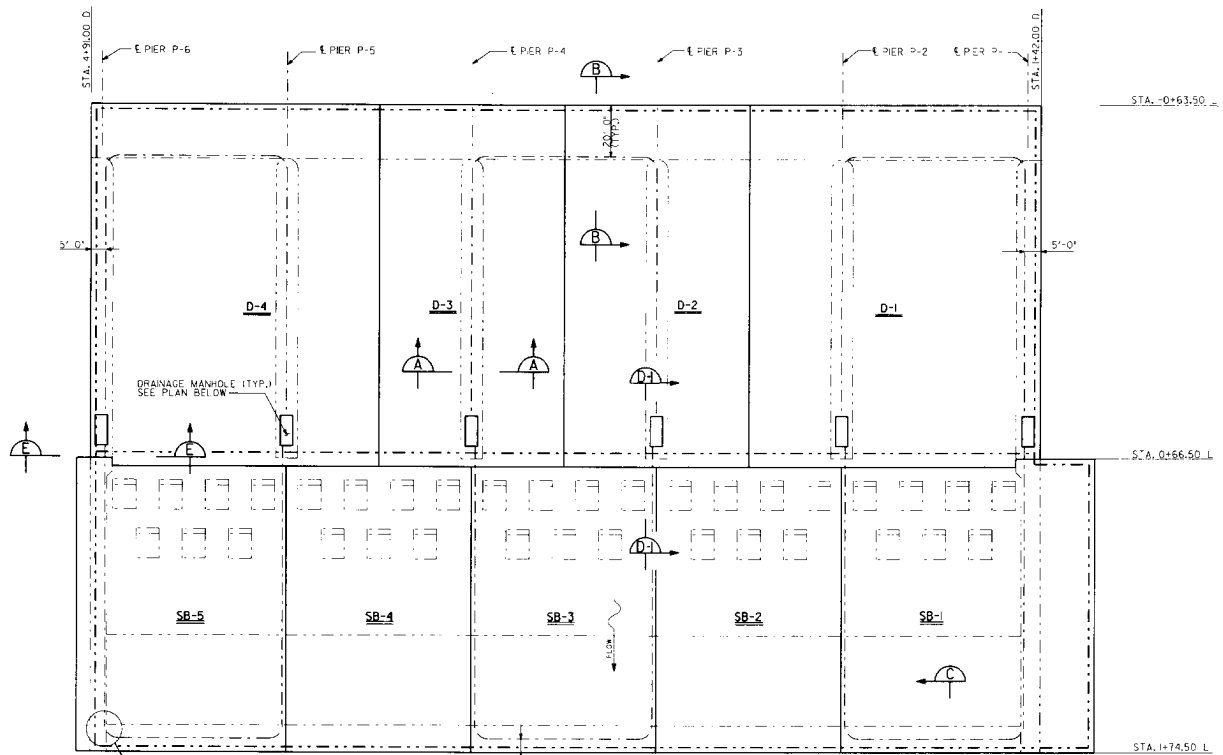 STA. 4+91.00 D
℄ PIER P-6
℄ PIER P-5
℄ PIER P-4
℄ PIER P-3
℄ PIER P-2
℄ PIER P-
STA. 1+42.00 D
B
STA. -0+63.50 L
20'-0"
(TYP.)
B
5'-0"
5'-0"
D-4
D-3
D-2
D-1
A
A
D-1
DRAINAGE MANHOLE (TYP.)
SEE PLAN BELOW
E
E
STA. 0+66.50 L
D-1
SB-5
SB-4
SB-3
SB-2
SB-1
FLOW
C
STA. 1+74.50 L